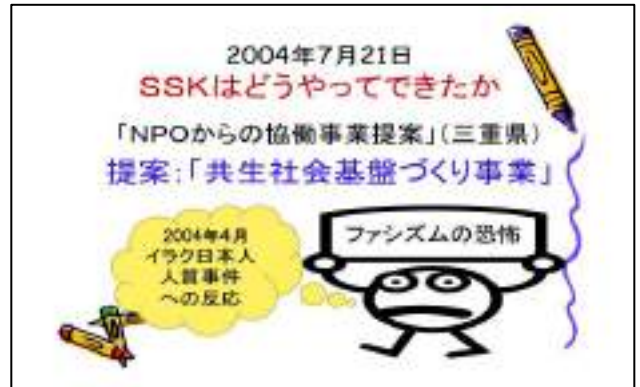 2004年7月21日
SSKはどうやってできたか
「NPOからの協働事業提案」（三重県）
提案：「共生社会基盤づくり事業」
2004年4月
イラク日本人
人質事件
への反応
ファシズムの恐怖